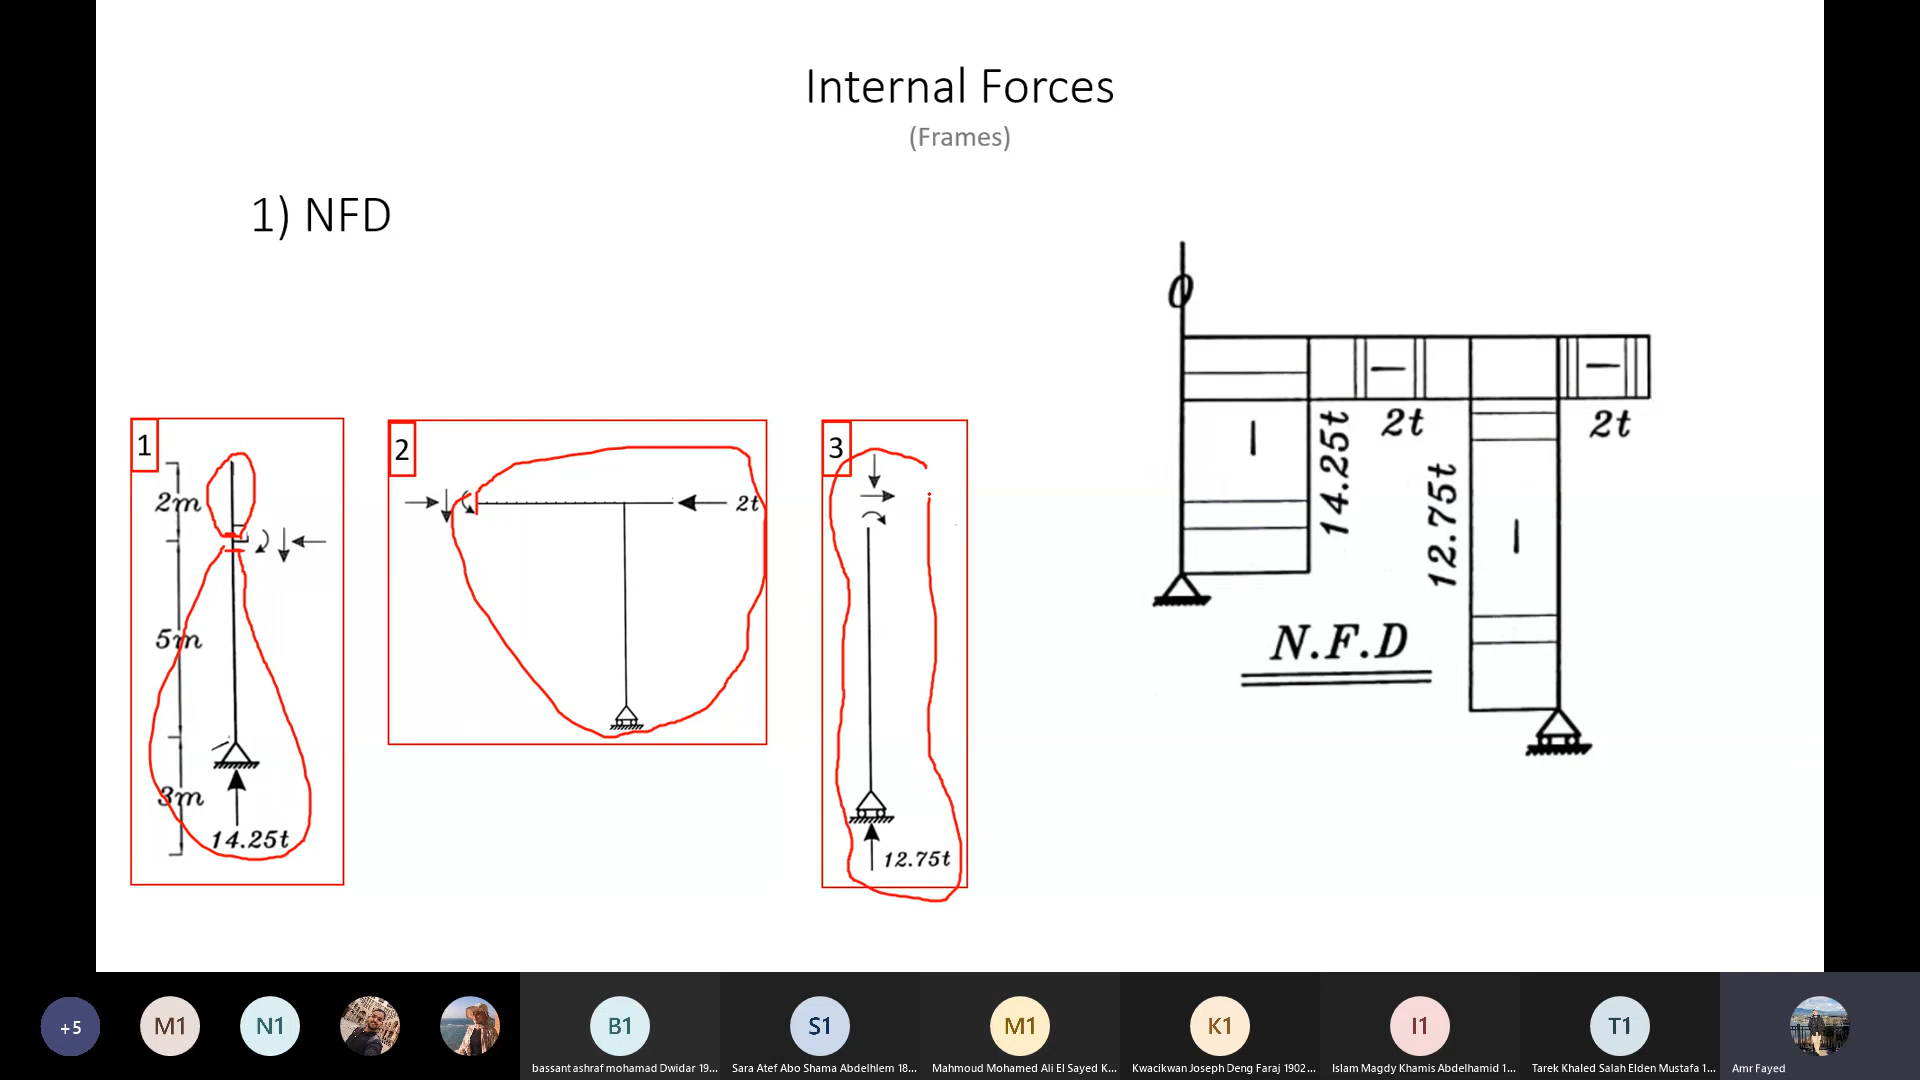 Internal Forces
(Frames)
1) NFD
1
2m
5m
3m
14.25t
2
2t
3
12.75t
0
14.25t
2t
12.75t
2t
N.F.D
+5
M1
N1
B1
S1
M1
K1
I1
T1
bassant ashraf mohamad Dwidar 19...
Sara Atef Abo Shama Abdelhlem 18...
Mahmoud Mohamed Ali El Sayed K...
Kwacikwan Joseph Deng Faraj 1902...
Islam Magdy Khamis Abdelhamid 1...
Tarek Khaled Salah Elden Mustafa 1...
Amr Fayed